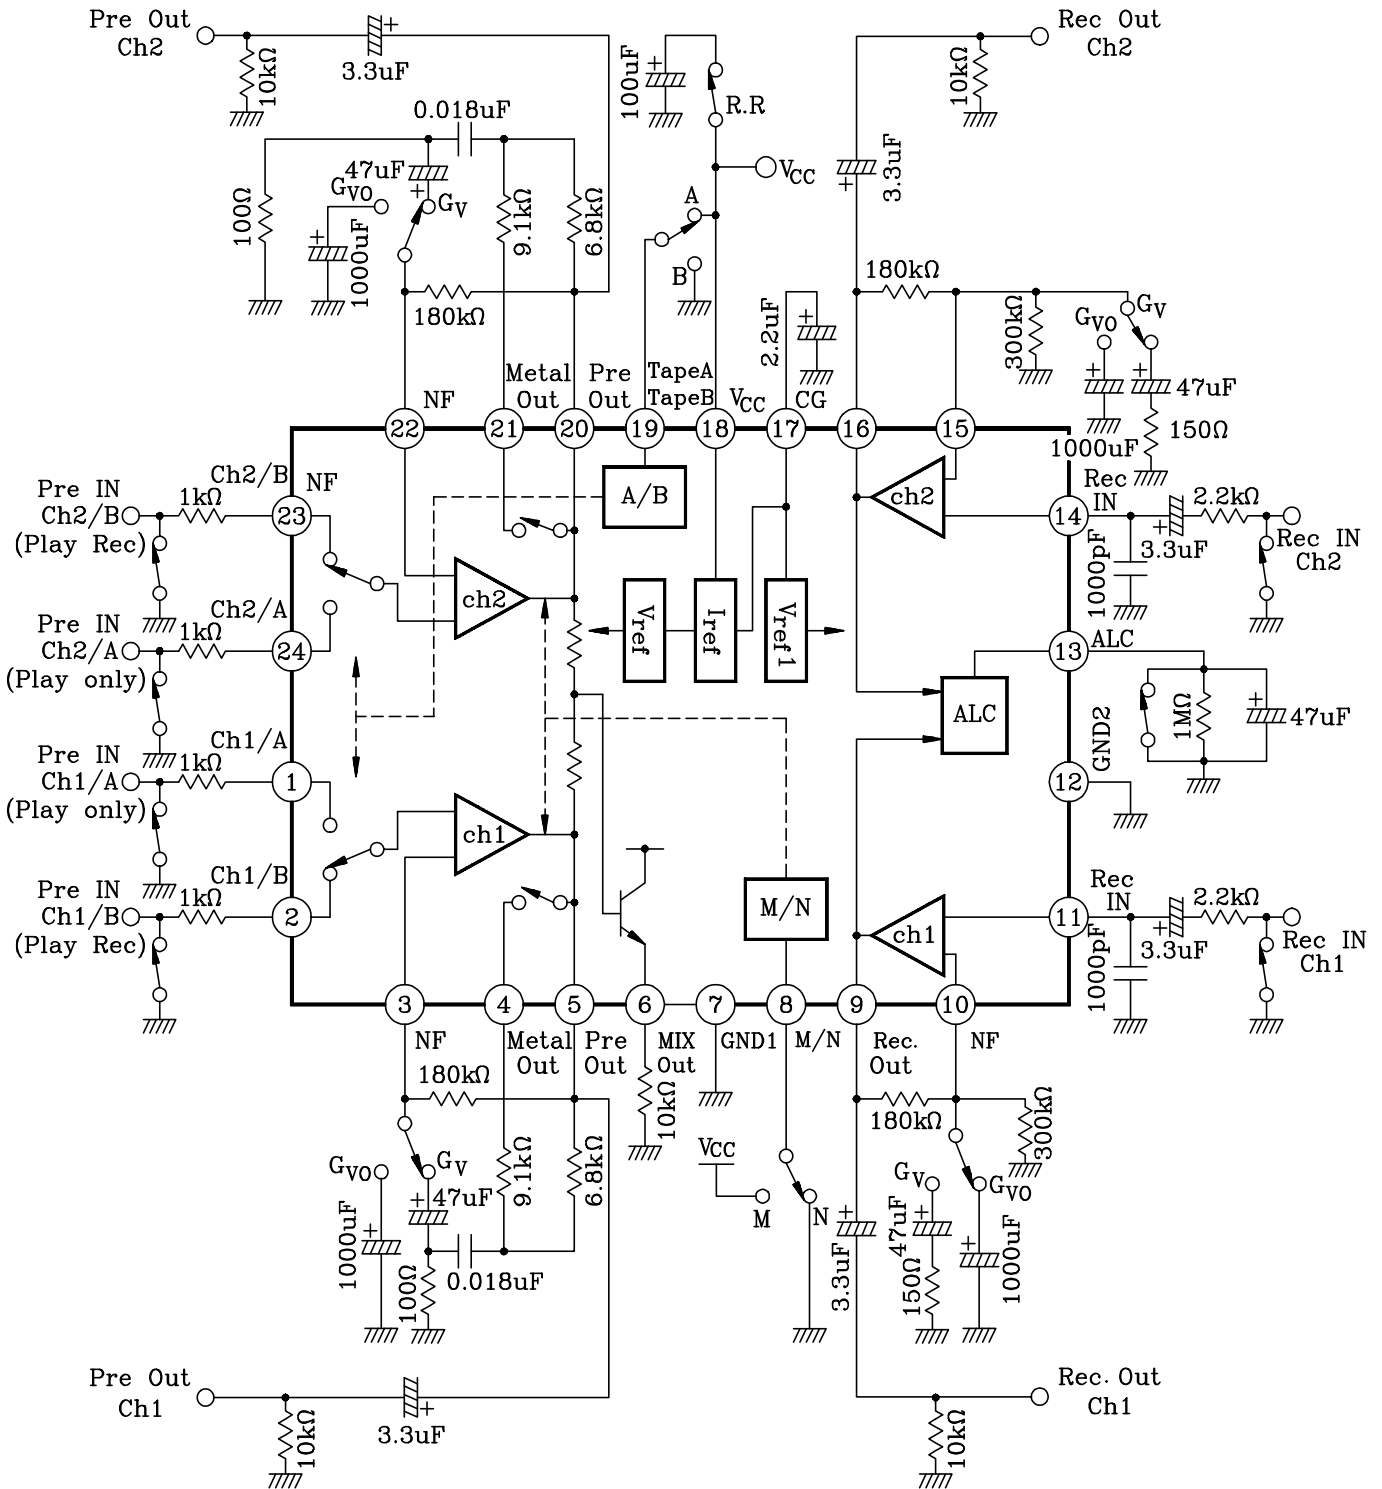 Pre Out
Ch2
10kΩ
3.3uF
100uF
R.R
VCC
Rec Out
Ch2
10kΩ
3.3uF
0.018uF
47uF
GVO
GV
100Ω
1000uF
9.1kΩ
6.8kΩ
180kΩ
A
B
2.2uF
180kΩ
300kΩ
GVO
GV
47uF
150Ω
1000uF
NF
Metal
Out
Pre
Out
TapeA
TapeB
VCC
CG
22
21
20
19
18
17
16
15
Pre IN
Ch2/B
(Play Rec)
1kΩ
Ch2/B
NF
23
A/B
ch2
Rec
IN
14
1000pF
3.3uF
2.2kΩ
Rec IN
Ch2
Pre IN
Ch2/A
(Play only)
1kΩ
Ch2/A
24
ch2
Vref
Iref
Vref1
13
ALC
ALC
1MΩ
47uF
Pre IN
Ch1/A
(Play only)
1kΩ
Ch1/A
1
GND2
12
Pre IN
Ch1/B
(Play Rec)
1kΩ
Ch1/B
2
ch1
M/N
ch1
Rec
IN
11
1000pF
3.3uF
2.2kΩ
Rec IN
Ch1
3
4
5
6
7
8
9
10
NF
Metal
Out
Pre
Out
MIX
Out
GND1
M/N
Rec.
Out
NF
180kΩ
GVO
GV
47uF
9.1kΩ
6.8kΩ
10kΩ
VCC
M
N
180kΩ
300kΩ
GV
GVO
47uF
1000uF
150Ω
3.3uF
1000uF
100Ω
0.018uF
Pre Out
Ch1
10kΩ
3.3uF
Rec. Out
Ch1
10kΩ